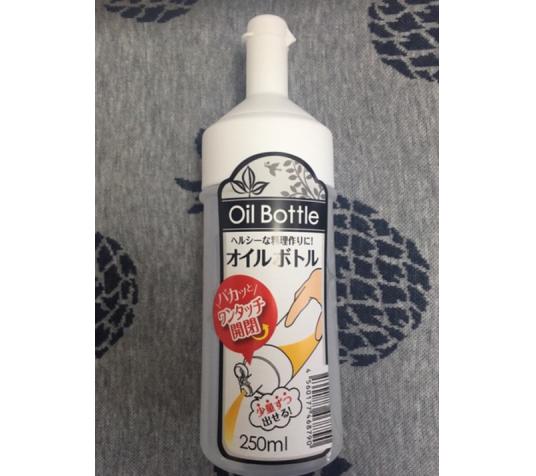 Oil Bottle
ヘルシーな料理作りに!
オイルボトル
パカッと
ワンタッチ
開閉
少量ずつ
出せる!
250ml
4560177468790